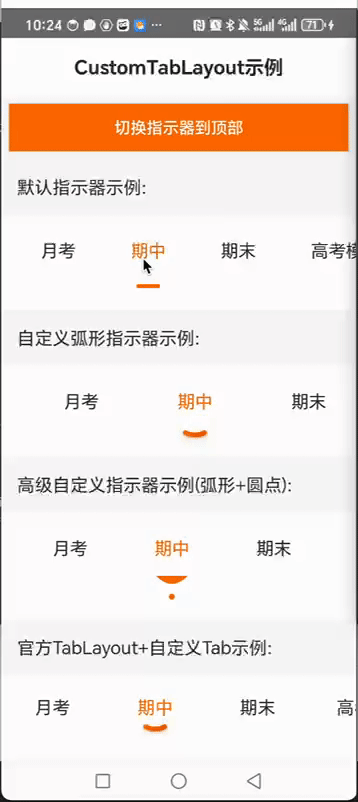 10:24 5G 4G 71
CustomTabLayout示例
切换指示器到顶部
默认指示器示例:
月考 期中 期末 高考模
自定义弧形指示器示例:
月考 期中 期末
高级自定义指示器示例(弧形+圆点):
月考 期中 期末
官方TabLayout+自定义Tab示例:
月考 期中 期末 高